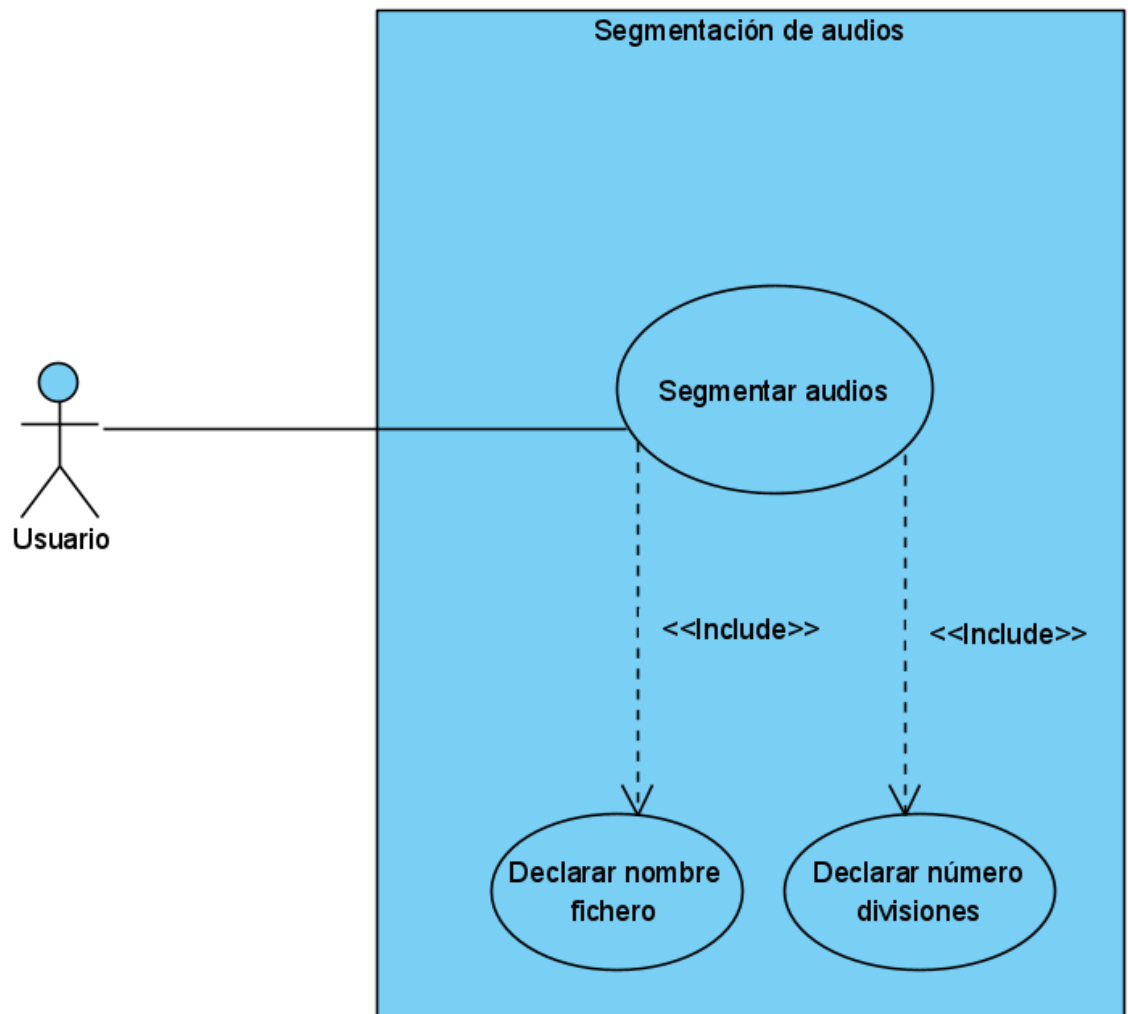 Segmentación de audios
Segmentar audios
Usuario
<<Include>>
<<Include>>
Declarar nombre
fichero
Declarar número
divisiones